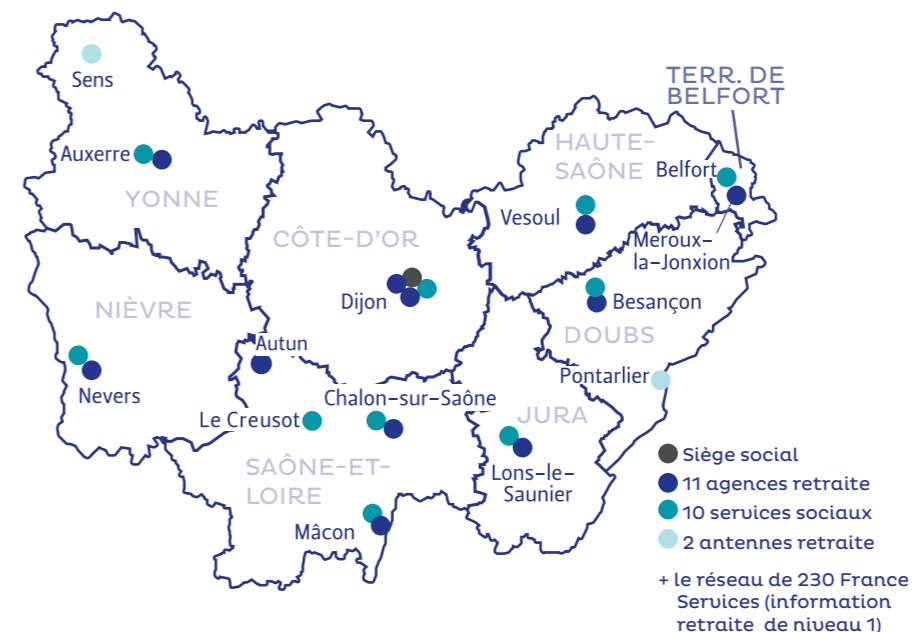 Sens
TERR. DE
BELFORT
Auxerre
YONNE
HAUTE-
SAÔNE
Belfort
Vesoul
Meroux-
la-Jonxion
CÔTE-D'OR
Dijon
Besançon
DOUBS
NIÈVRE
Nevers
Autun
Pontarlier
Chalon-sur-Saône
Le Creusot
JURA
SAÔNE-ET-
LOIRE
Lons-le-
Saunier
Mâcon
Siège social
11 agences retraite
10 services sociaux
2 antennes retraite
+ le réseau de 230 France
Services (information
retraite de niveau 1)